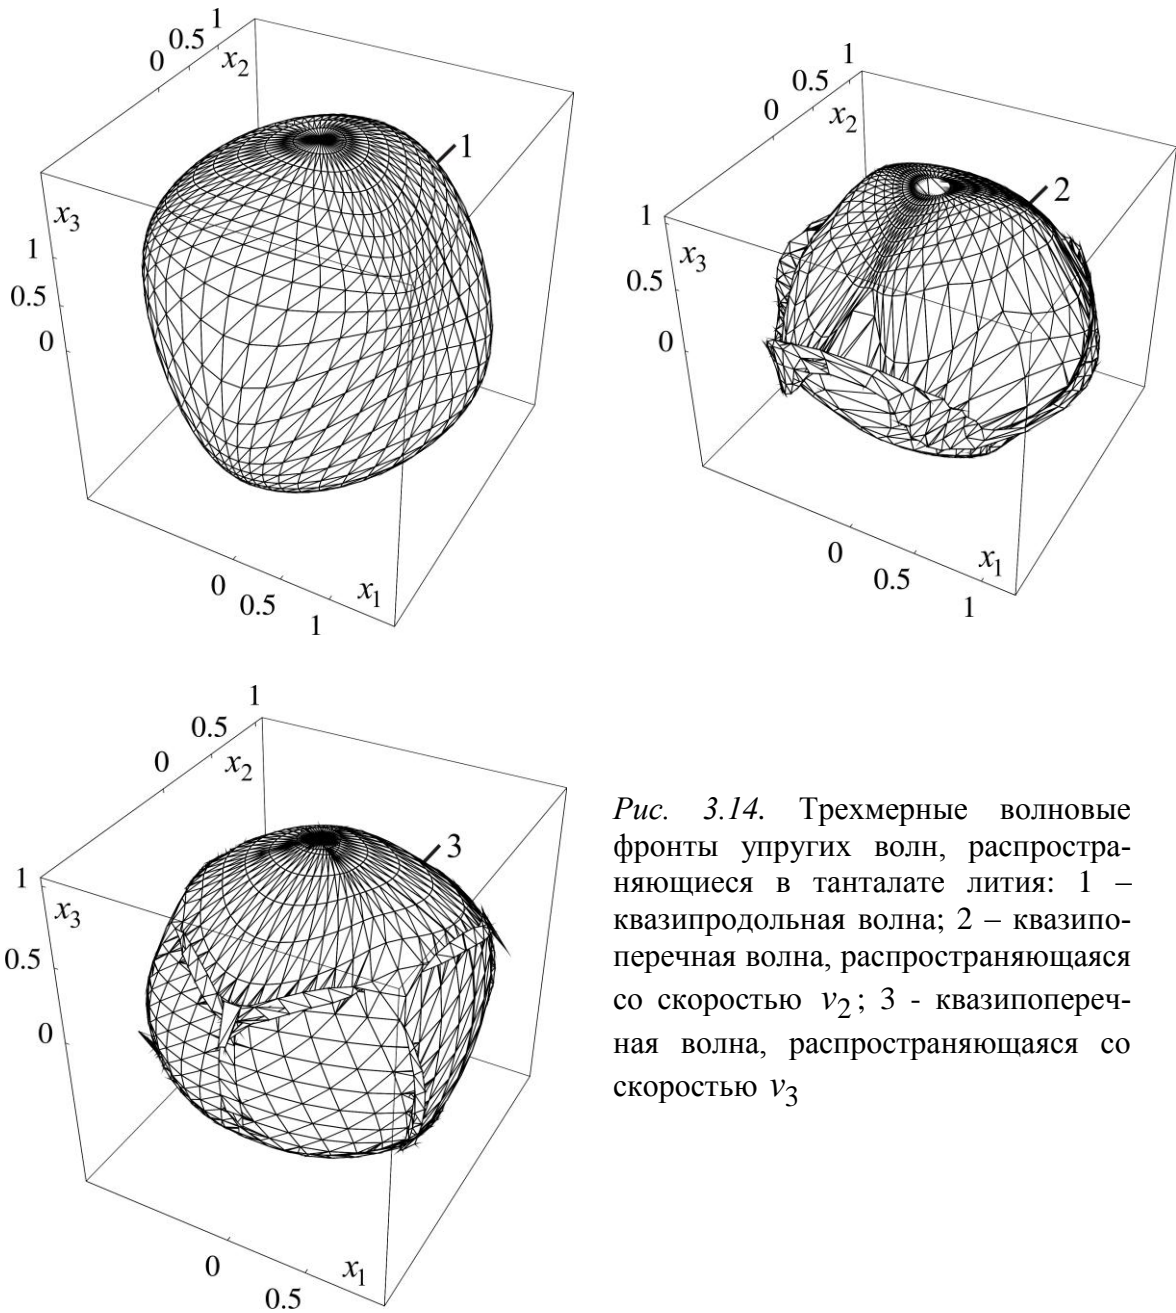 1
0.5
0
x2
x3
1
0.5
0
1
0
0.5
1
x1
1
0.5
0
x2
1
x3
0.5
0
2
0
0.5
1
x1
1
0.5
0
x2
1
x3
0.5
0
3
0
0.5
x1
Рис. 3.14. Трехмерные волновые
фронты упругих волн, распростра-
няющиеся в танталате лития: 1 –
квазипродольная волна; 2 – квазипо-
перечная волна, распространяющаяся
со скоростью v2; 3 - квазипопереч-
ная волна, распространяющаяся со
скоростью v3